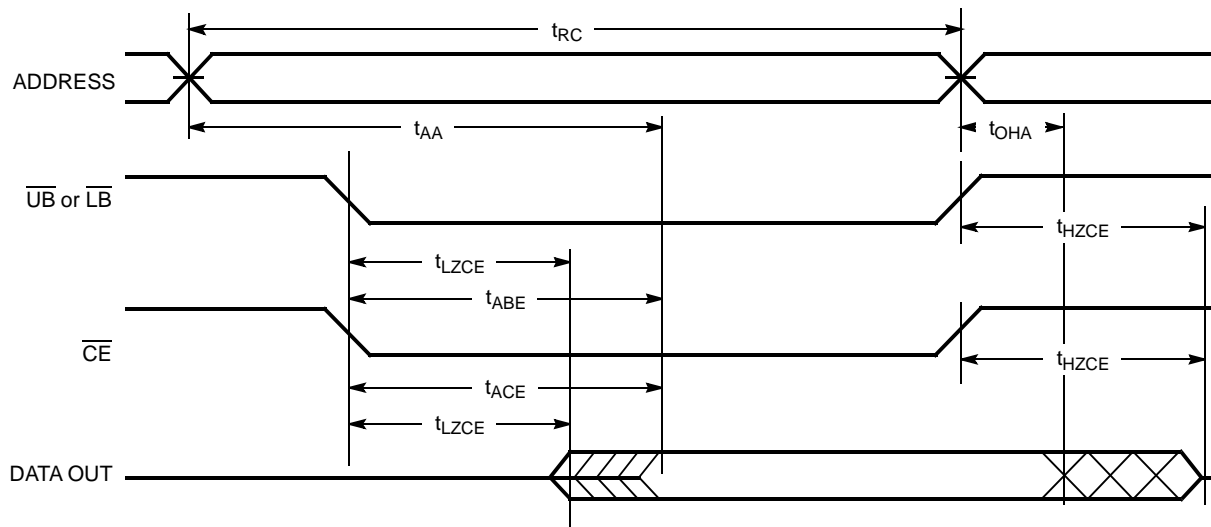 tRC
ADDRESS
tAA
tOHA
UB or LB
tHZCE
tLZCE
tABE
CE
tHZCE
tACE
tLZCE
DATA OUT